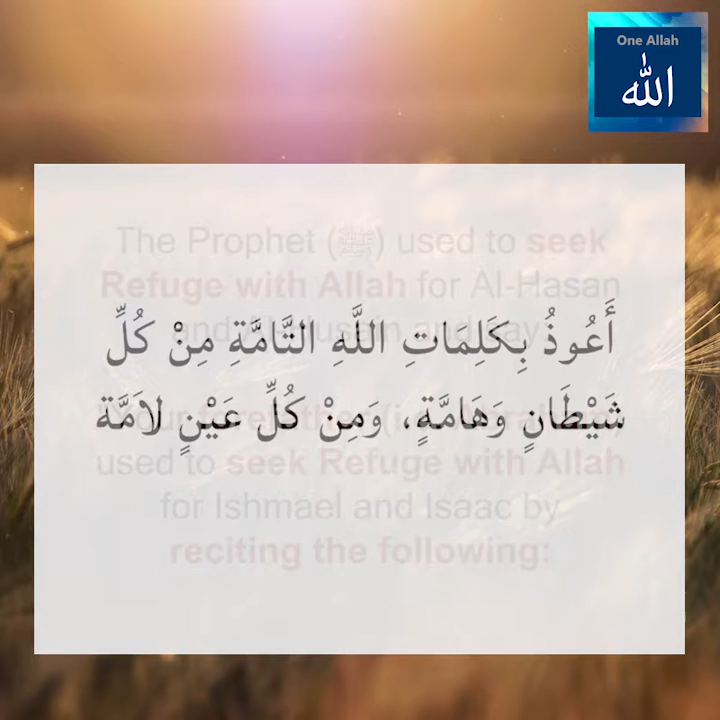 One Allah
الله
The Prophet (ﷺ) used to seek
Refuge with Allah for Al-Hasan
أَعُوذُ بِكَلِمَاتِ اللَّهِ التَّامَّةِ مِنْ كُلِّ
شَيْطَانٍ وَهَامَّةٍ، وَمِنْ كُلِّ عَيْنٍ لاَمَّة
used to seek Refuge with Allah
for Ishmael and Isaac by
reciting the following: